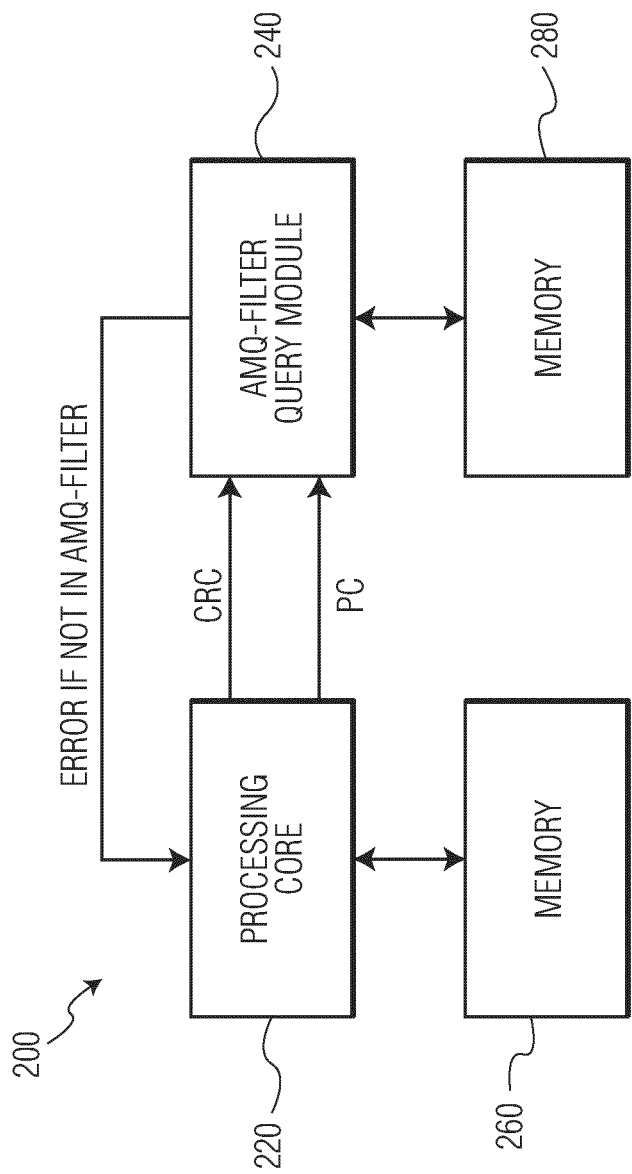 200
ERROR IF NOT IN AMQ-FILTER
240
AMQ-FILTER
QUERY MODULE
CRC
PC
PROCESSING
CORE
220
280
MEMORY
MEMORY
260